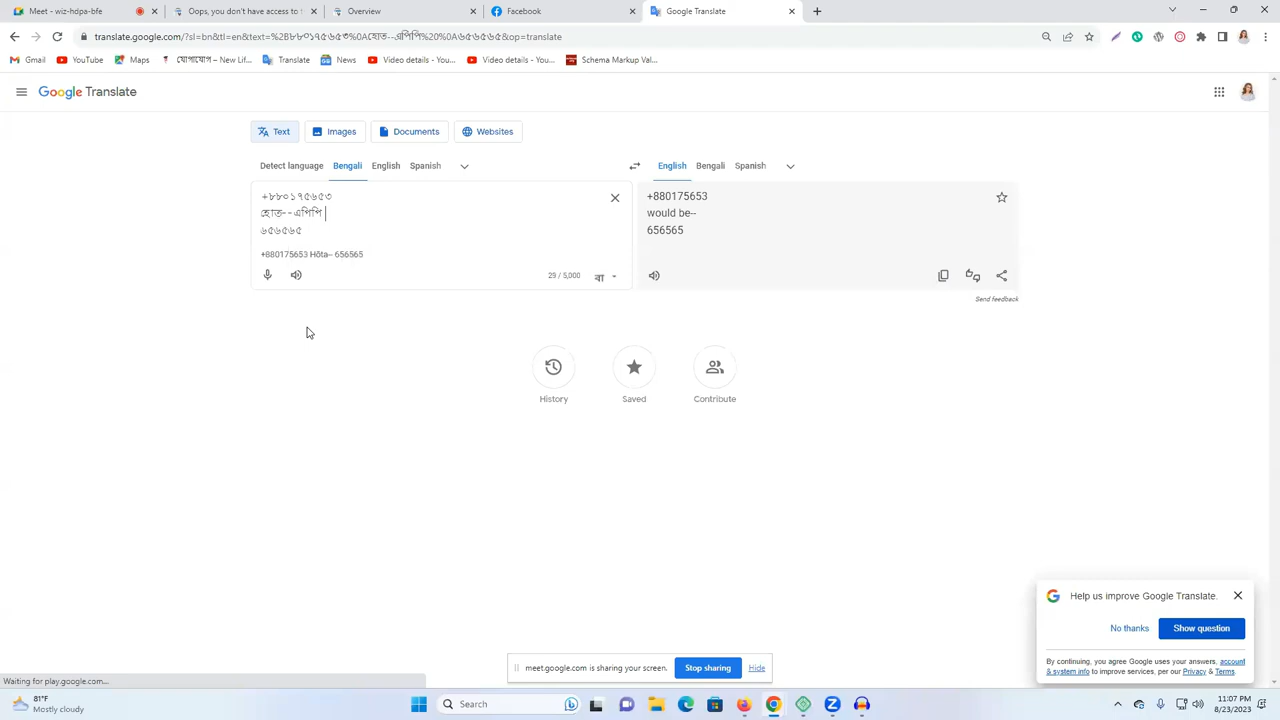 Meet - wiz-hdpa-bfe
Oops, you don't have access to t
Overview
Facebook
Google Translate
translate.google.com/?sl=bn&tl=en&text=%2B৮৮০১৭৫৬৫৩%0Aহোত--এপিপি%20%0A৬৫৬৫৬৫&op=translate
Gmail
YouTube
Maps
যোগাযোগ – New Lif...
Translate
News
Video details - You...
Video details - You...
Schema Markup Val...
Google Translate
Text
Images
Documents
Websites
Detect language
Bengali
English
Spanish
English
Bengali
Spanish
+৮৮০১৭৫৬৫৩
হোত--এপিপি
৬৫৬৫৬৫
+880175653 Hōta-- 656565
29 / 5,000
বা
+880175653
would be--
656565
Send feedback
History
Saved
Contribute
Help us improve Google Translate.
No thanks
Show question
By continuing, you agree Google uses your answers, account
& system info to improve services, per our Privacy & Terms.
meet.google.com is sharing your screen.
Stop sharing
Hide
Waiting for play.google.com...
81°F
Mostly cloudy
Search
11:07 PM
8/23/2023